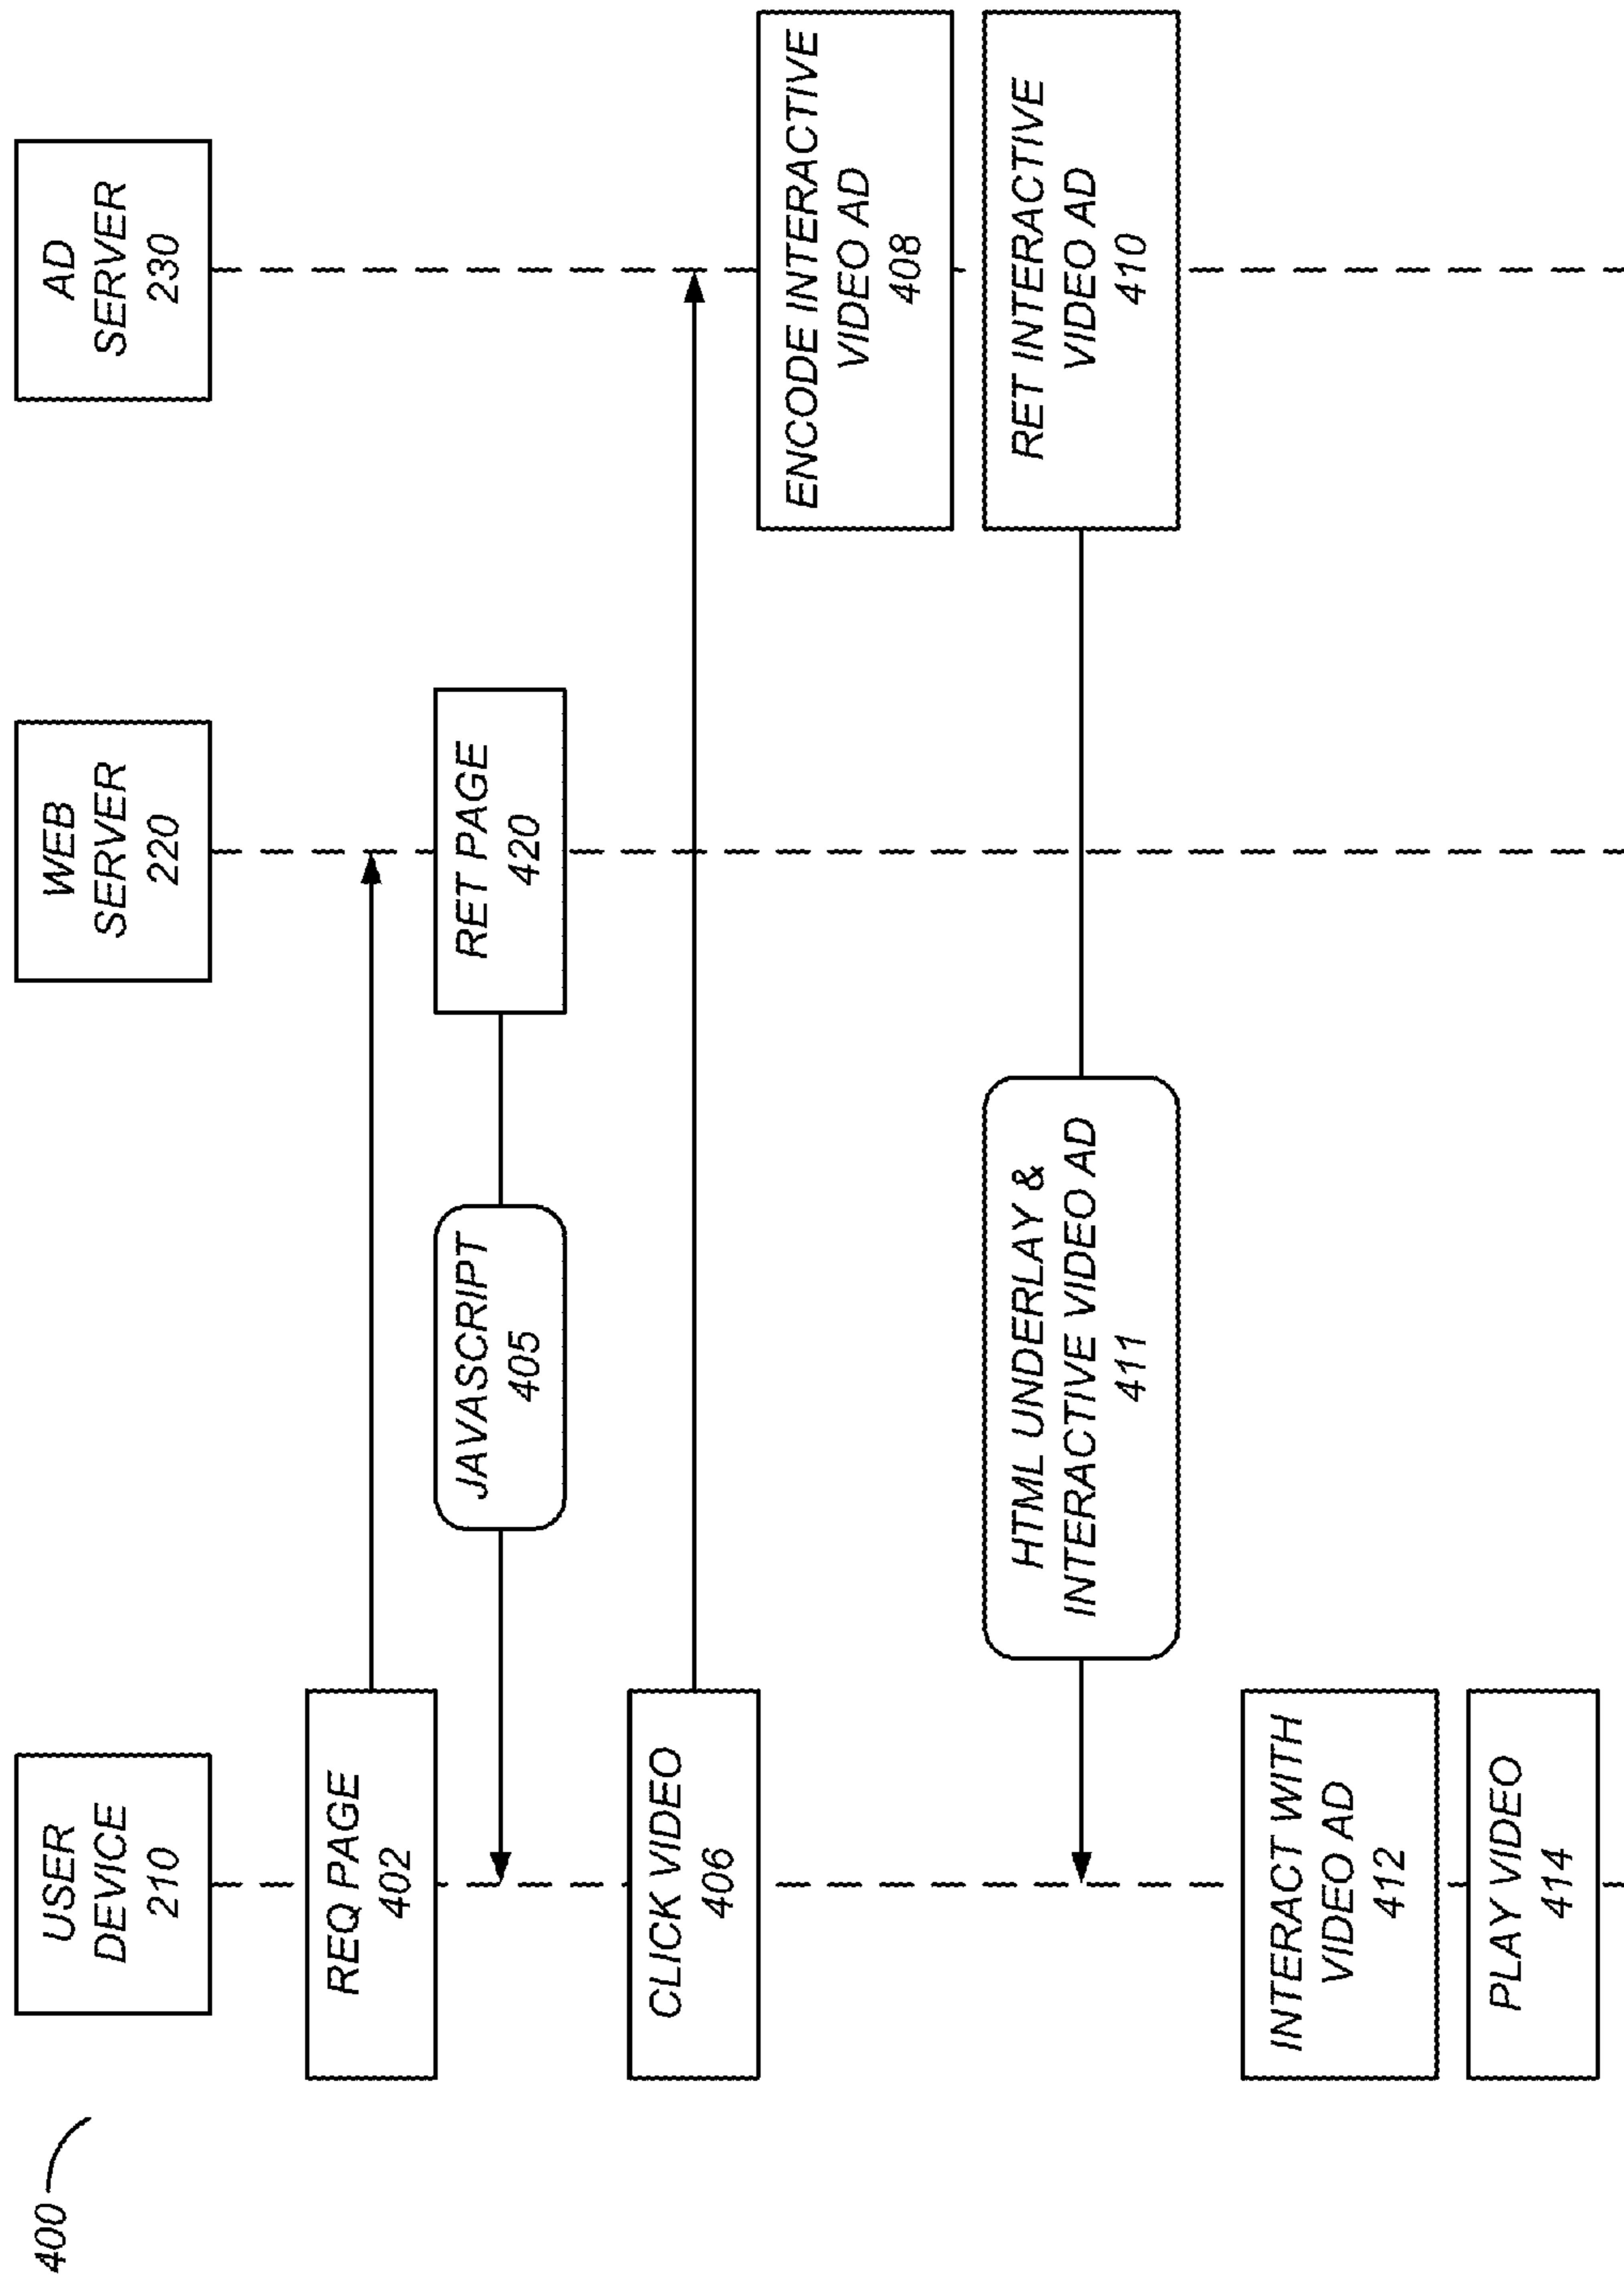 400
USER
DEVICE
210
WEB
SERVER
220
AD
SERVER
230
REQ PAGE
402
JAVASCRIPT
405
RET PAGE
420
CLICK VIDEO
406
ENCODE INTERACTIVE
VIDEO AD
408
HTML UNDERLAY &
INTERACTIVE VIDEO AD
411
RET INTERACTIVE
VIDEO AD
410
INTERACT WITH
VIDEO AD
412
PLAY VIDEO
414